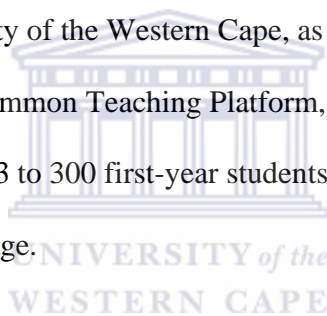 ty of the Western Cape, as
mmon Teaching Platform,
3 to 300 first-year students
ge.
UNIVERSITY of the
WESTERN CAPE